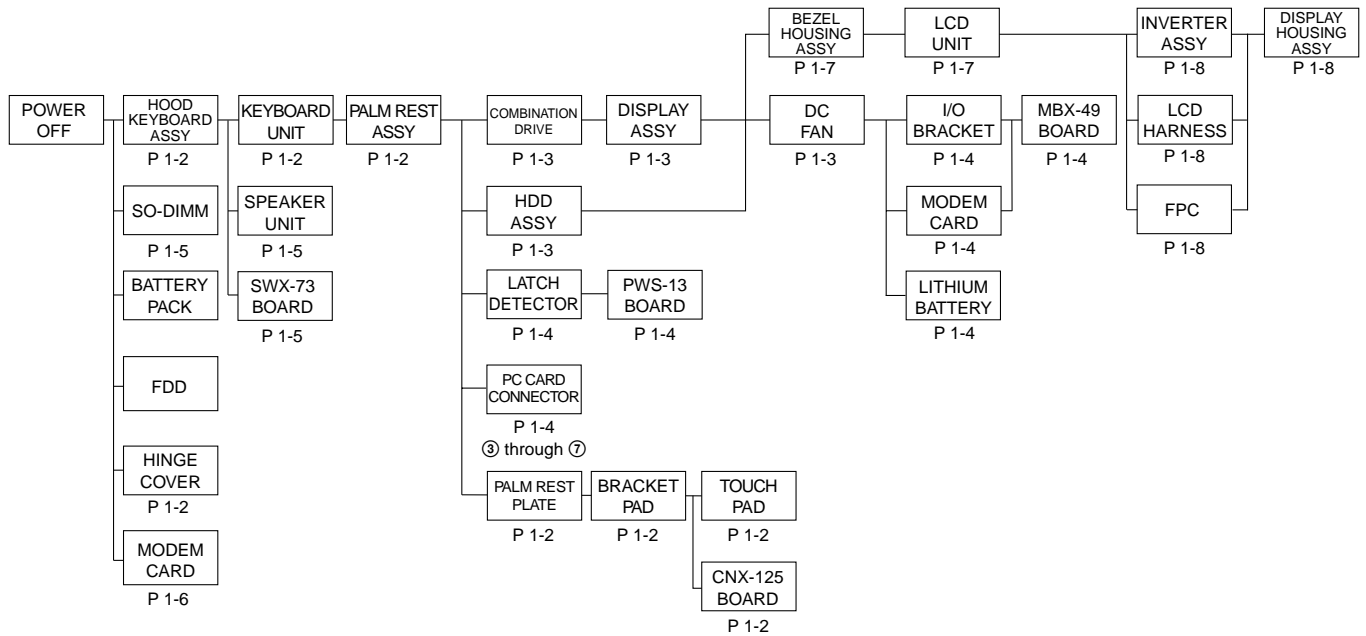 BEZEL
HOUSING
ASSY
P 1-7
LCD
UNIT
P 1-7
INVERTER
ASSY
P 1-8
DISPLAY
HOUSING
ASSY
P 1-8
POWER
OFF
HOOD
KEYBOARD
ASSY
P 1-2
KEYBOARD
UNIT
P 1-2
PALM REST
ASSY
P 1-2
COMBINATION
DRIVE
P 1-3
DISPLAY
ASSY
P 1-3
DC
FAN
P 1-3
I/O
BRACKET
P 1-4
MBX-49
BOARD
P 1-4
LCD
HARNESS
P 1-8
SO-DIMM
P 1-5
SPEAKER
UNIT
P 1-5
HDD
ASSY
P 1-3
MODEM
CARD
P 1-4
FPC
P 1-8
BATTERY
PACK
SWX-73
BOARD
P 1-5
LATCH
DETECTOR
P 1-4
PWS-13
BOARD
P 1-4
LITHIUM
BATTERY
P 1-4
FDD
PC CARD
CONNECTOR
P 1-4
③ through ⑦
HINGE
COVER
P 1-2
PALM REST
PLATE
P 1-2
BRACKET
PAD
P 1-2
TOUCH
PAD
P 1-2
MODEM
CARD
P 1-6
CNX-125
BOARD
P 1-2